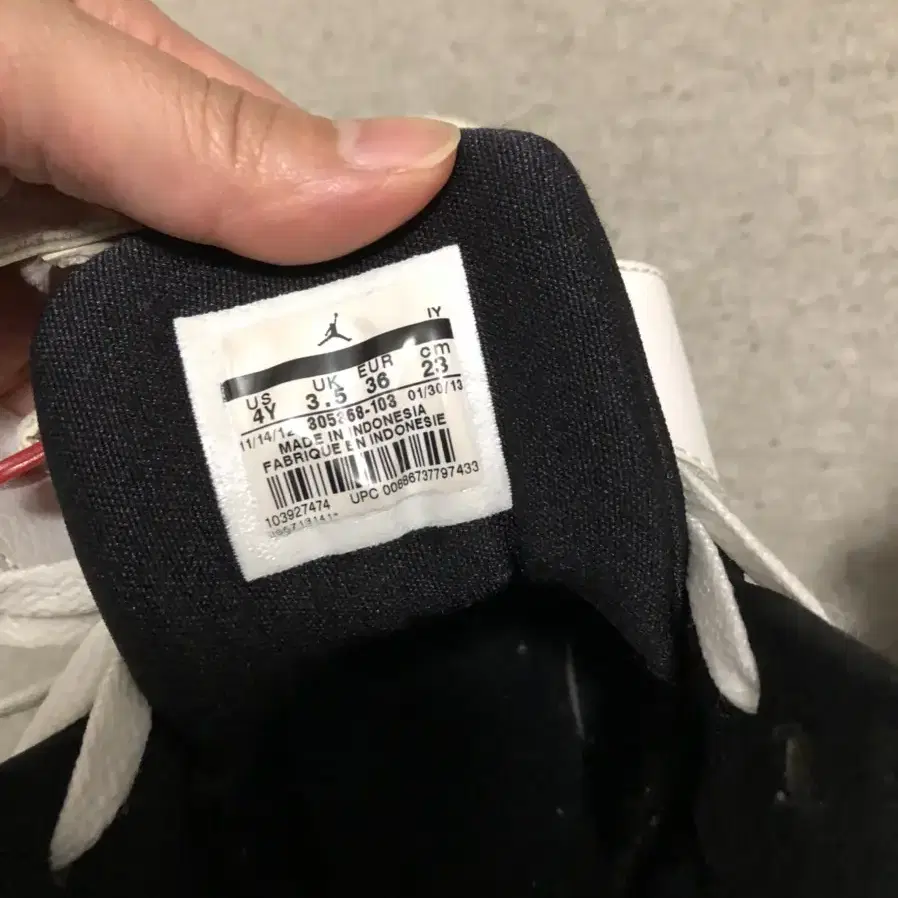 IY
US UK EUR cm
4Y 3.5 36 23
11/14/12 305368-103 01/30/13
MADE IN INDONESIA
FABRIQUE EN INDONESIE
103927474 UPC 00886737797433